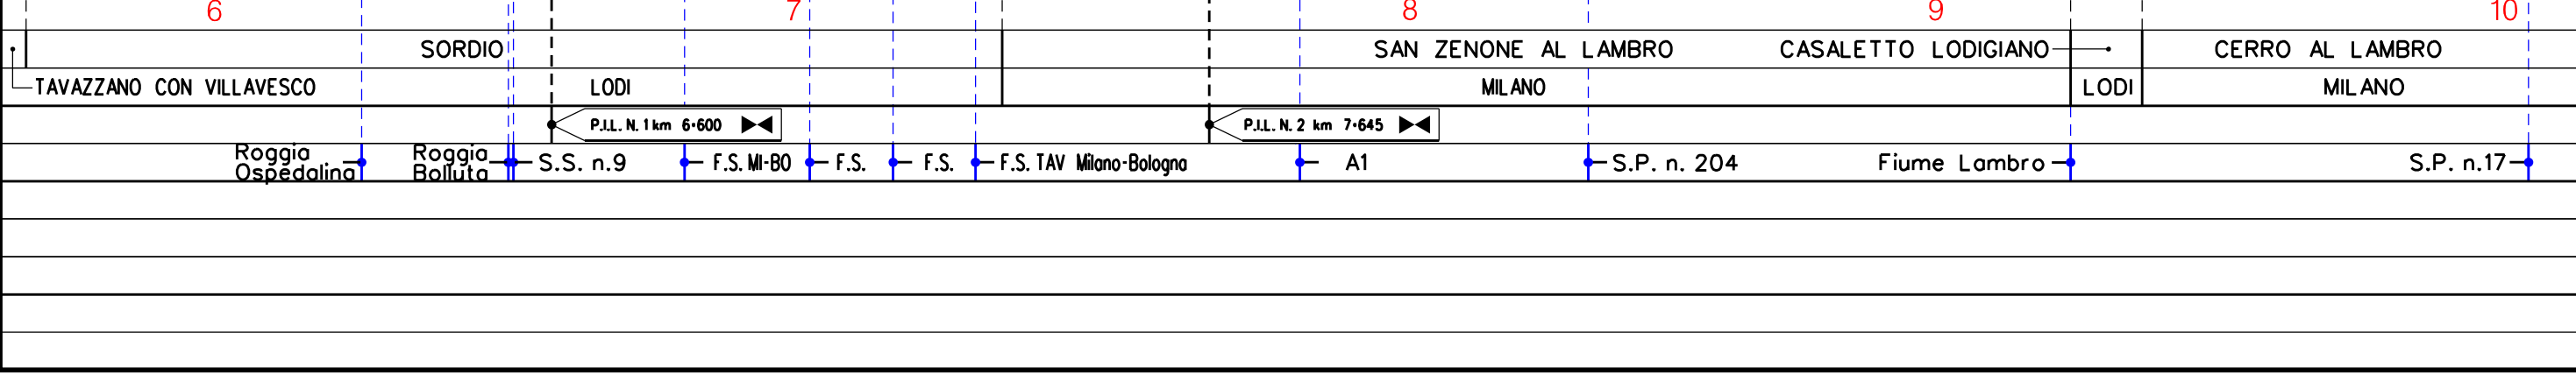 6 7 8 9 10
SORDIO SAN ZENONE AL LAMBRO CASALETTO LODIGIANO CERRO AL LAMBRO
TAVAZZANO CON VILLAVESCO LODI MILANO LODI MILANO
P.I.L. N. 1 km 6+600 P.I.L. N. 2 km 7+645
Roggia Ospedalina
Roggia Bolluta
S.S. n.9
F.S. MI-BO
F.S.
F.S.
F.S. TAV Milano-Bologna
A1
S.P. n. 204
Fiume Lambro
S.P. n.17